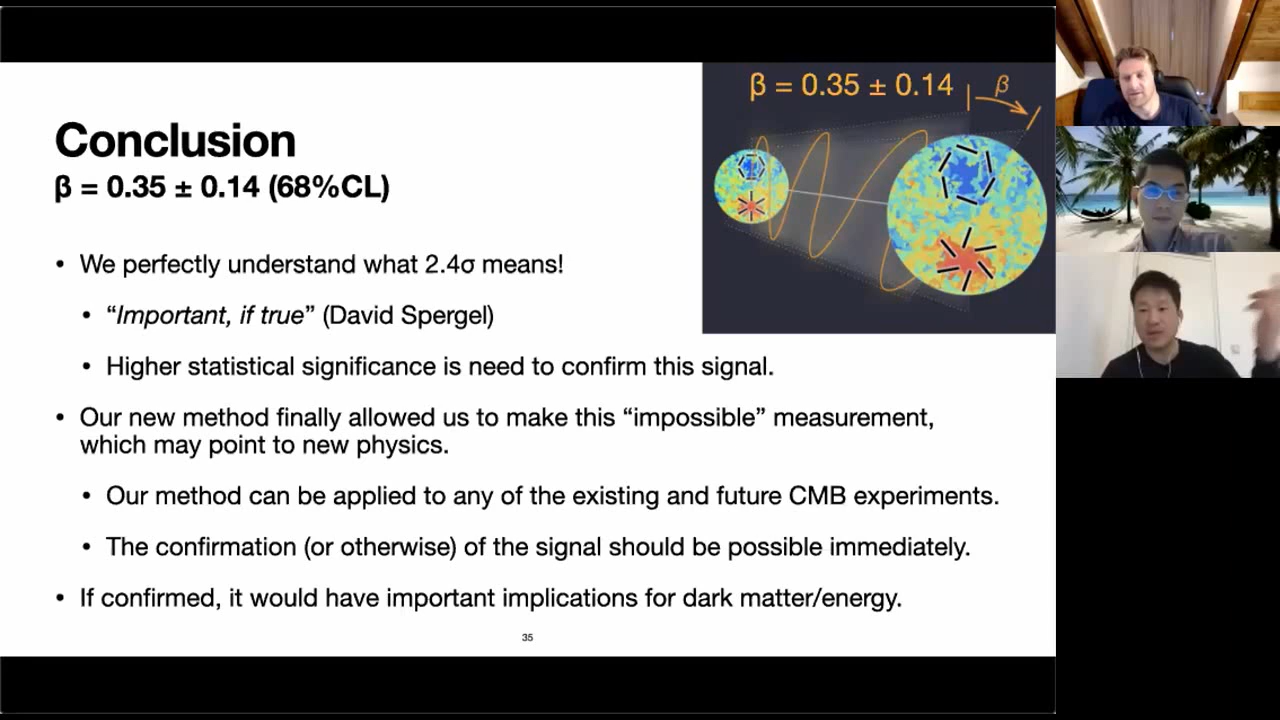 β = 0.35 ± 0.14
β
Conclusion
β = 0.35 ± 0.14 (68%CL)
• We perfectly understand what 2.4σ means!
• “Important, if true” (David Spergel)
• Higher statistical significance is need to confirm this signal.
• Our new method finally allowed us to make this “impossible” measurement,
which may point to new physics.
• Our method can be applied to any of the existing and future CMB experiments.
• The confirmation (or otherwise) of the signal should be possible immediately.
• If confirmed, it would have important implications for dark matter/energy.
35